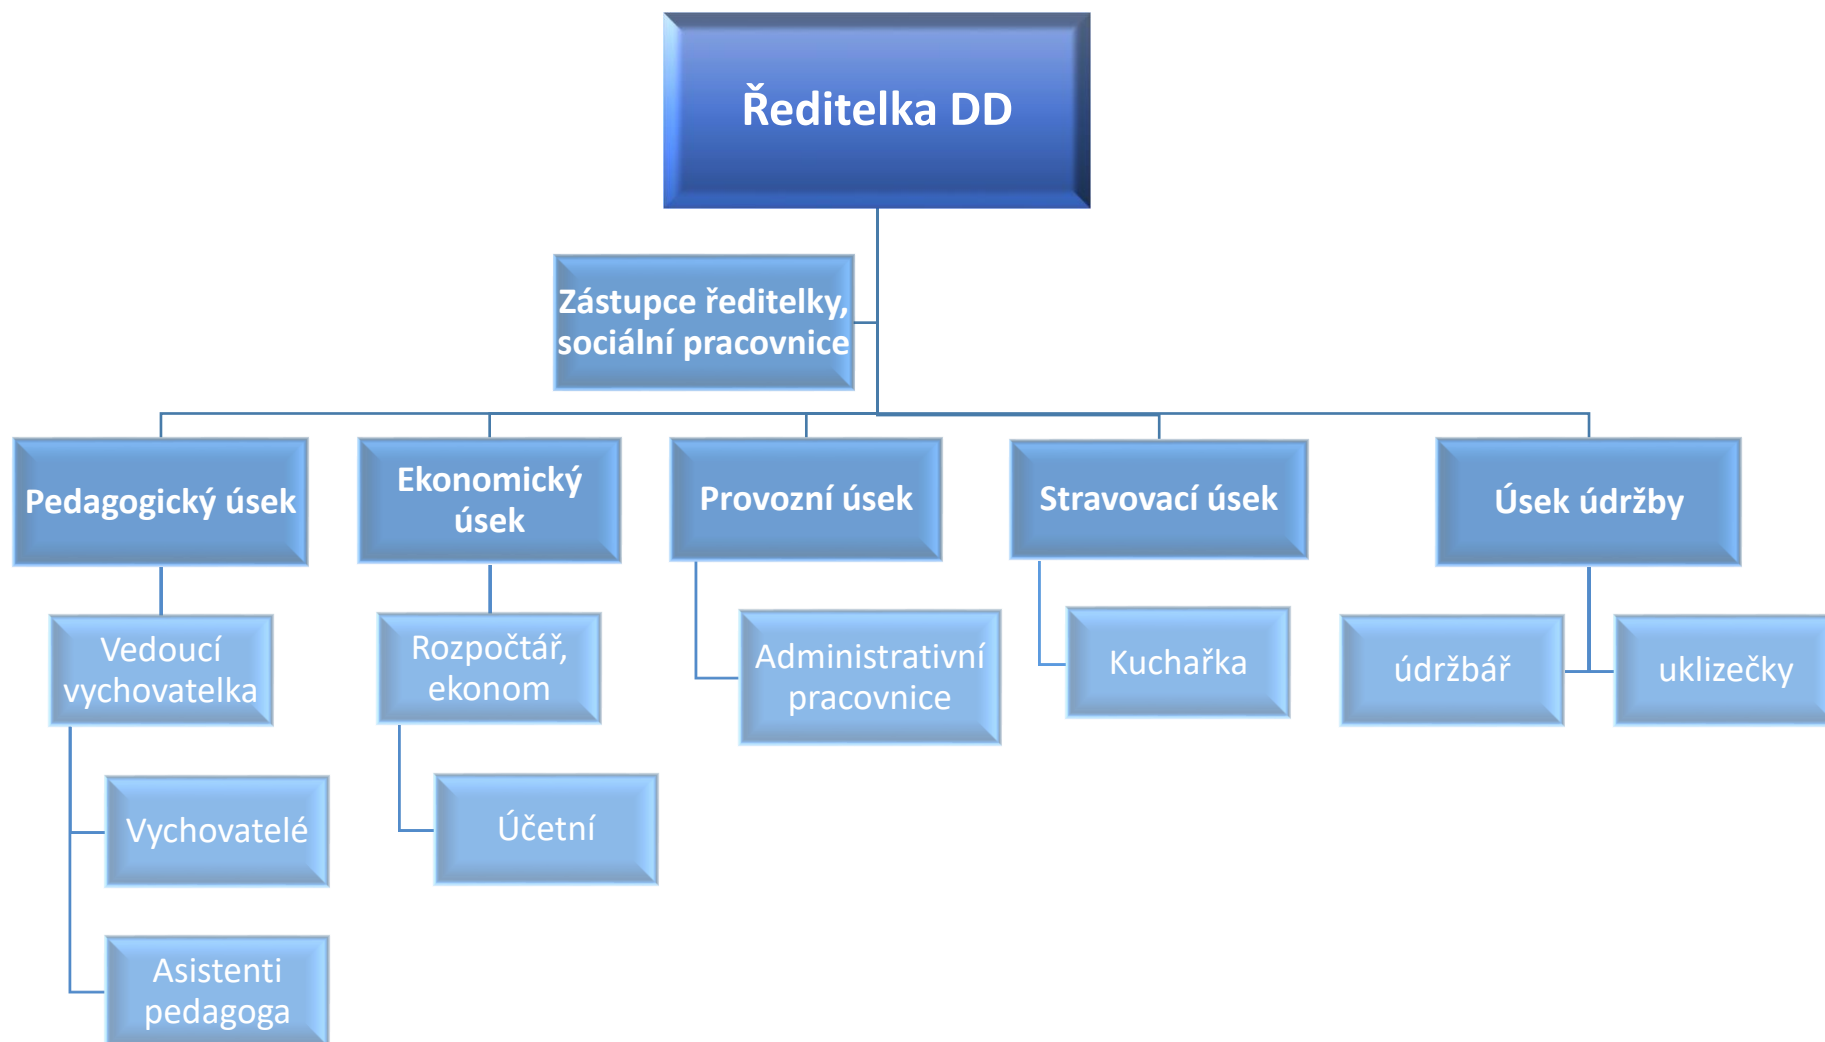 Ředitelka DD
Zástupce ředitelky,
sociální pracovnice
Pedagogický úsek
Ekonomický
úsek
Provozní úsek
Stravovací úsek
Úsek údržby
Vedoucí
vychovatelka
Rozpočtář,
ekonom
Administrativní
pracovnice
Kuchařka
údržbář
uklizečky
Vychovatelé
Účetní
Asistenti
pedagoga